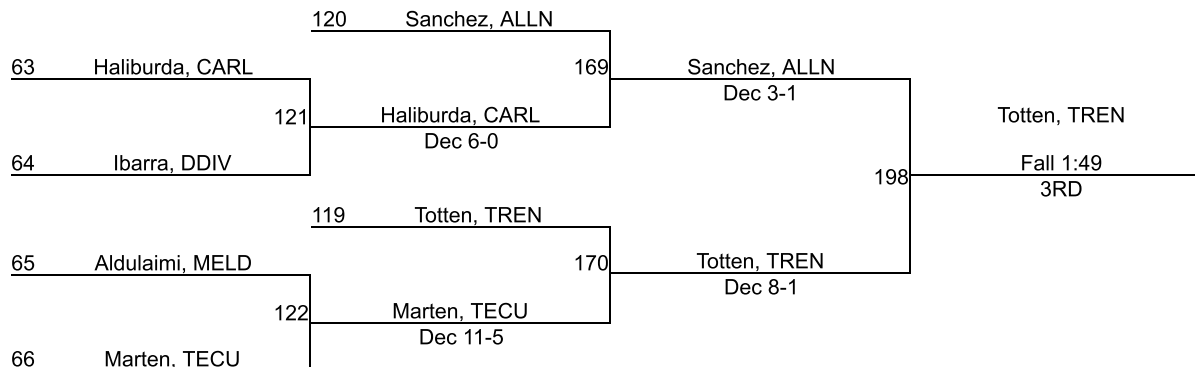 120 Sanchez, ALLN
63 Haliburda, CARL
169 Sanchez, ALLN
Dec 3-1
121 Haliburda, CARL
Dec 6-0
Totten, TREN
64 Ibarra, DDIV
198 Fall 1:49
3RD
119 Totten, TREN
65 Aldulaimi, MELD
170 Totten, TREN
Dec 8-1
122 Marten, TECU
Dec 11-5
66 Marten, TECU